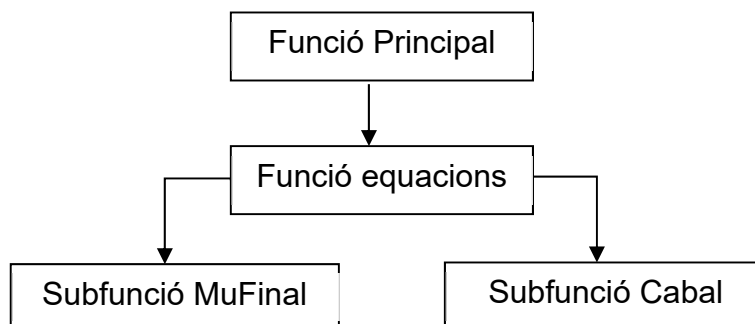 Funció Principal
Funció equacions
Subfunció MuFinal
Subfunció Cabal